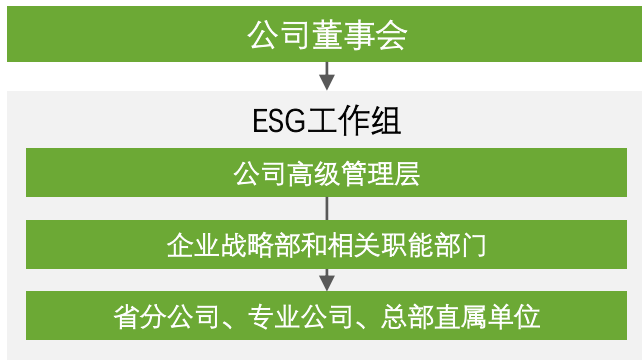 公司董事会
ESG工作组
公司高级管理层
企业战略部和相关职能部门
省分公司、专业公司、总部直属单位